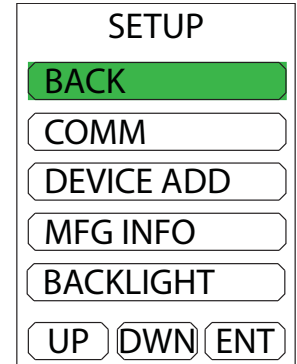 SETUP
BACK
COMM
DEVICE ADD
MFG INFO
BACKLIGHT
UP DWN ENT